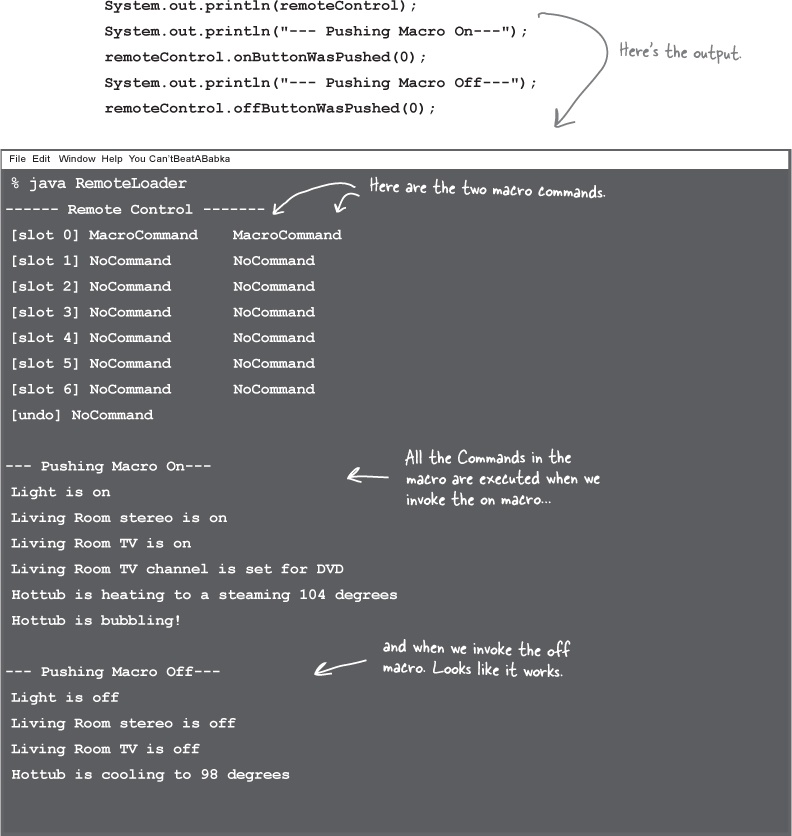 System.out.println(remoteControl);
System.out.println("--- Pushing Macro On---");
remoteControl.onButtonWasPushed(0);
System.out.println("--- Pushing Macro Off---");
remoteControl.offButtonWasPushed(0);
Here's the output.
File Edit Window Help You Can'tBeatABabka
% java RemoteLoader
------ Remote Control -------
Here are the two macro commands.
[slot 0] MacroCommand MacroCommand
[slot 1] NoCommand NoCommand
[slot 2] NoCommand NoCommand
[slot 3] NoCommand NoCommand
[slot 4] NoCommand NoCommand
[slot 5] NoCommand NoCommand
[slot 6] NoCommand NoCommand
[undo] NoCommand
--- Pushing Macro On---
Light is on
Living Room stereo is on
Living Room TV is on
Living Room TV channel is set for DVD
Hottub is heating to a steaming 104 degrees
Hottub is bubbling!
All the Commands in the
macro are executed when we
invoke the on macro...
--- Pushing Macro Off---
Light is off
Living Room stereo is off
Living Room TV is off
Hottub is cooling to 98 degrees
and when we invoke the off
macro. Looks like it works.